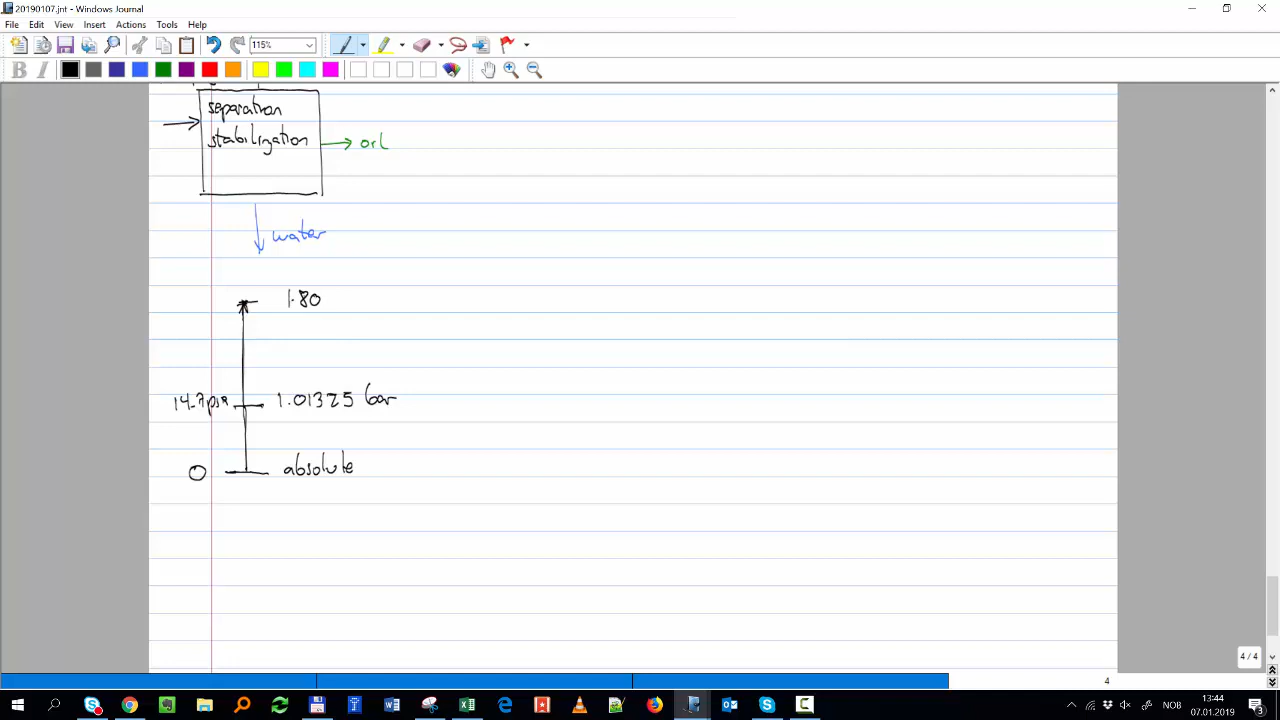 20190107.jnt - Windows Journal
File Edit View Insert Actions Tools Help
115%
B I
separation
stabilization
oil
water
1.80
14.7psia 1.01325 bar
0 absolute
4/4
4
NOB
13:44
07.01.2019